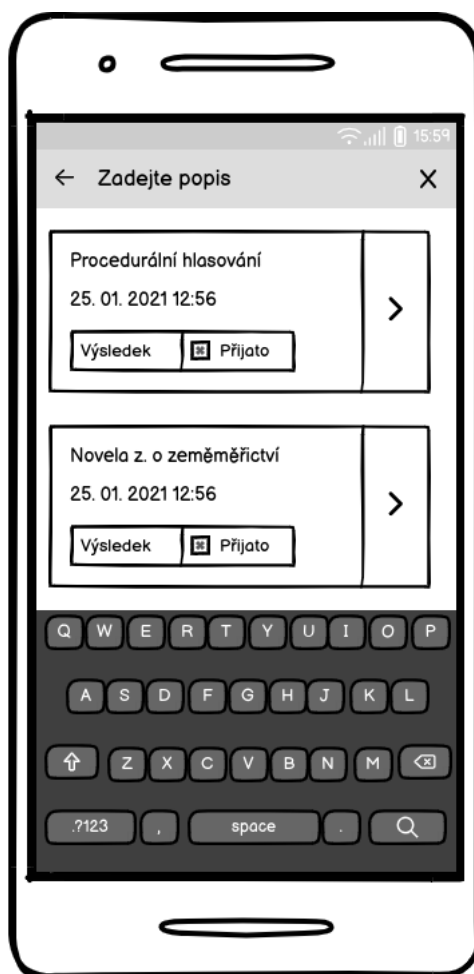 15:59
Zadejte popis
Procedurální hlasování
25. 01. 2021 12:56
Výsledek Přijato
Novela z. o zeměměřictví
25. 01. 2021 12:56
Výsledek Přijato
Q W E R T Y U I O P
A S D F G H J K L
Z X C V B N M
.?123 , space .